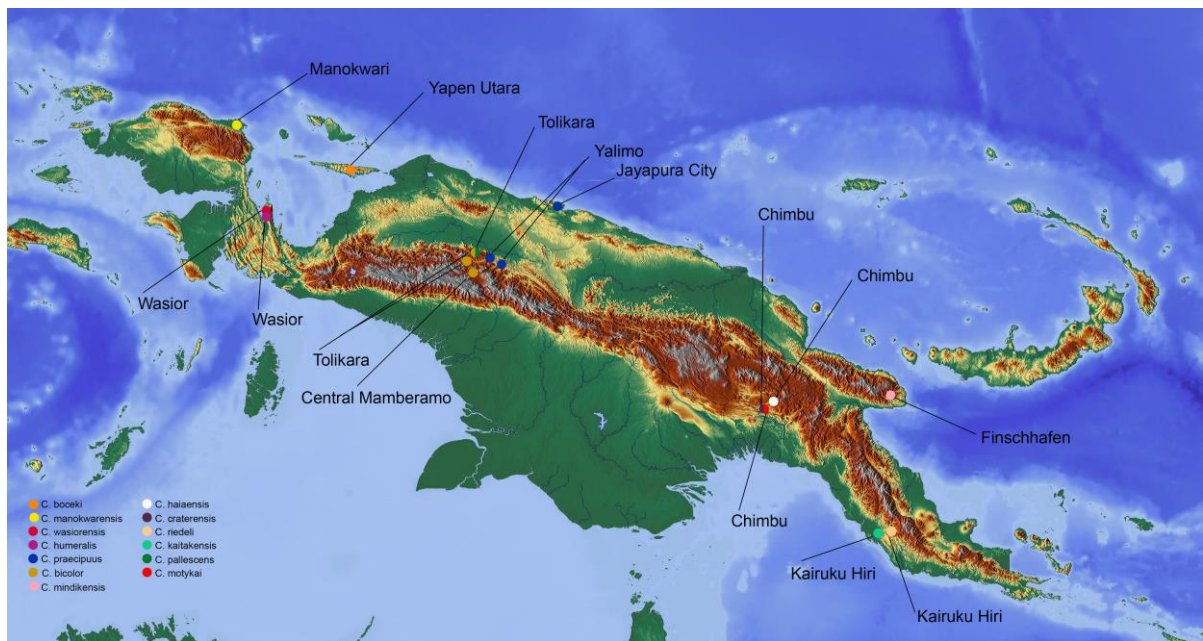 Manokwari
Yapen Utara
Tolikara
Yalimo
Jayapura City
Chimbu
Chimbu
Wasior
Wasior
Tolikara
Central Mamberamo
Finschhafen
Chimbu
Kairuku Hiri
Kairuku Hiri
C. boceki
C. manokwarensis
C. wasiorensis
C. humeralis
C. praecipuus
C. bicolor
C. mindikensis
C. haiaensis
C. craterensis
C. riedeli
C. kaitakensis
C. pallescens
C. motykai